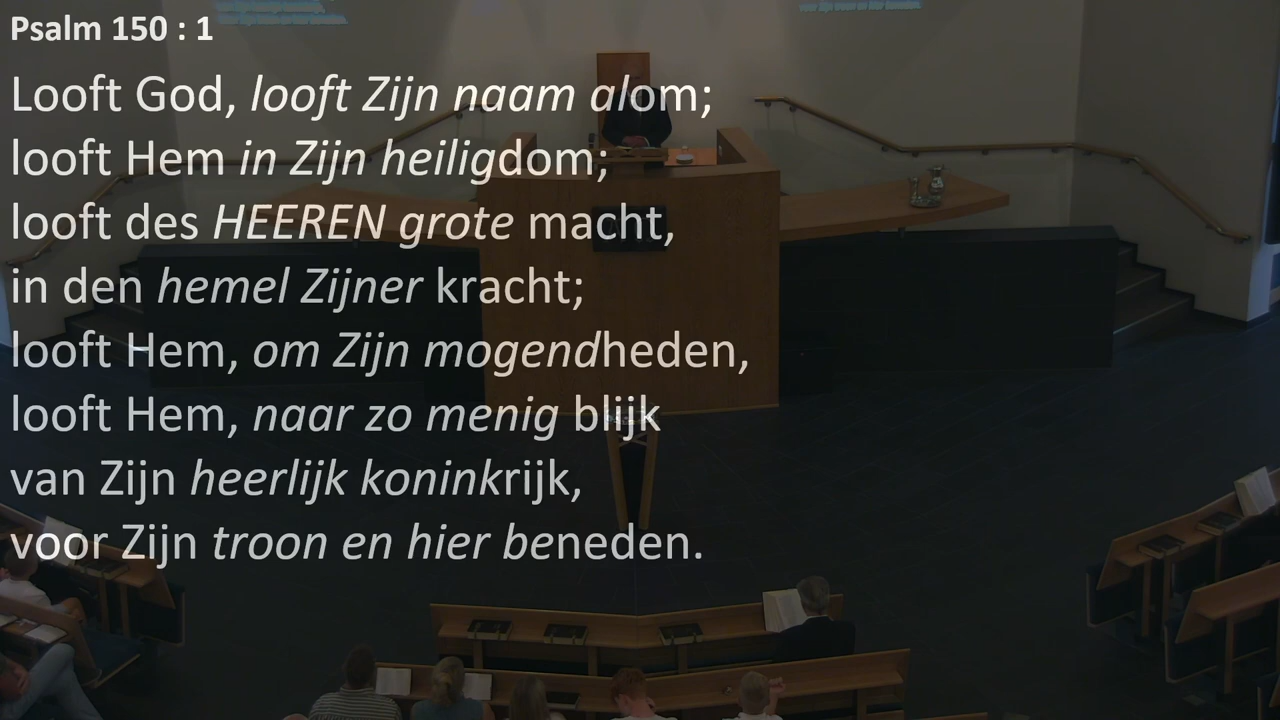 Psalm 150 : 1
Looft God, looft Zijn naam alom;
looft Hem in Zijn heiligdom;
looft des HEEREN grote macht,
in den hemel Zijner kracht;
looft Hem, om Zijn mogendheden,
looft Hem, naar zo menig blijk
van Zijn heerlijk koninkrijk,
voor Zijn troon en hier beneden.